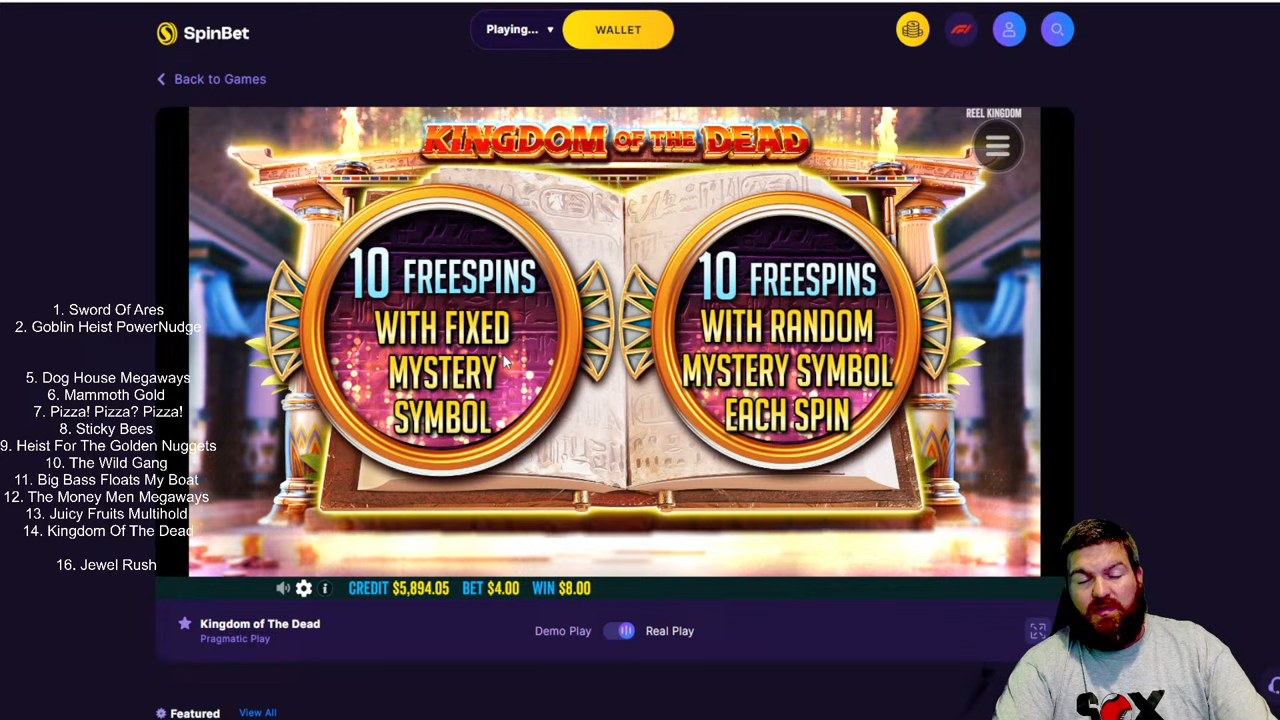 SpinBet
Playing... ▾
WALLET
Back to Games
REEL KINGDOM
KINGDOM OF THE DEAD
10 FREESPINS
WITH FIXED
MYSTERY
SYMBOL
10 FREESPINS
WITH RANDOM
MYSTERY SYMBOL
EACH SPIN
1. Sword Of Ares
2. Goblin Heist PowerNudge
5. Dog House Megaways
6. Mammoth Gold
7. Pizza! Pizza? Pizza!
8. Sticky Bees
9. Heist For The Golden Nuggets
10. The Wild Gang
11. Big Bass Floats My Boat
12. The Money Men Megaways
13. Juicy Fruits Multihold
14. Kingdom Of The Dead
16. Jewel Rush
CREDIT $5,894.05 BET $4.00 WIN $8.00
Kingdom of The Dead
Pragmatic Play
Demo Play
Real Play
SOX
Featured View All